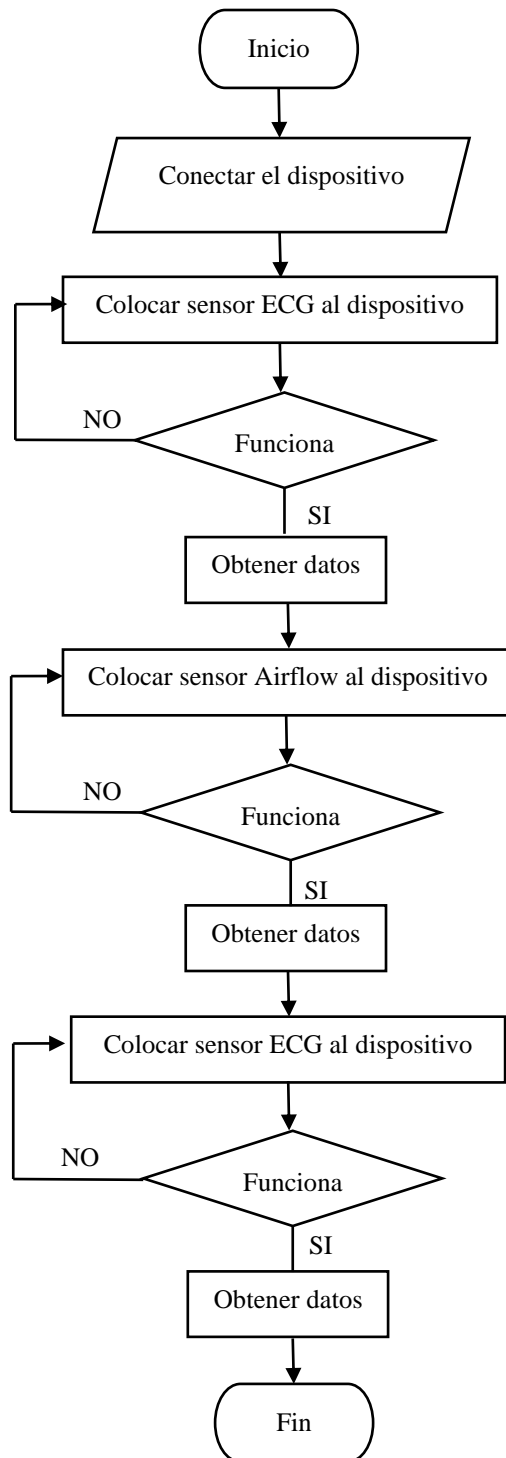 Inicio
Conectar el dispositivo
Colocar sensor ECG al dispositivo
NO
Funciona
SI
Obtener datos
Colocar sensor Airflow al dispositivo
NO
Funciona
SI
Obtener datos
Colocar sensor ECG al dispositivo
NO
Funciona
SI
Obtener datos
Fin